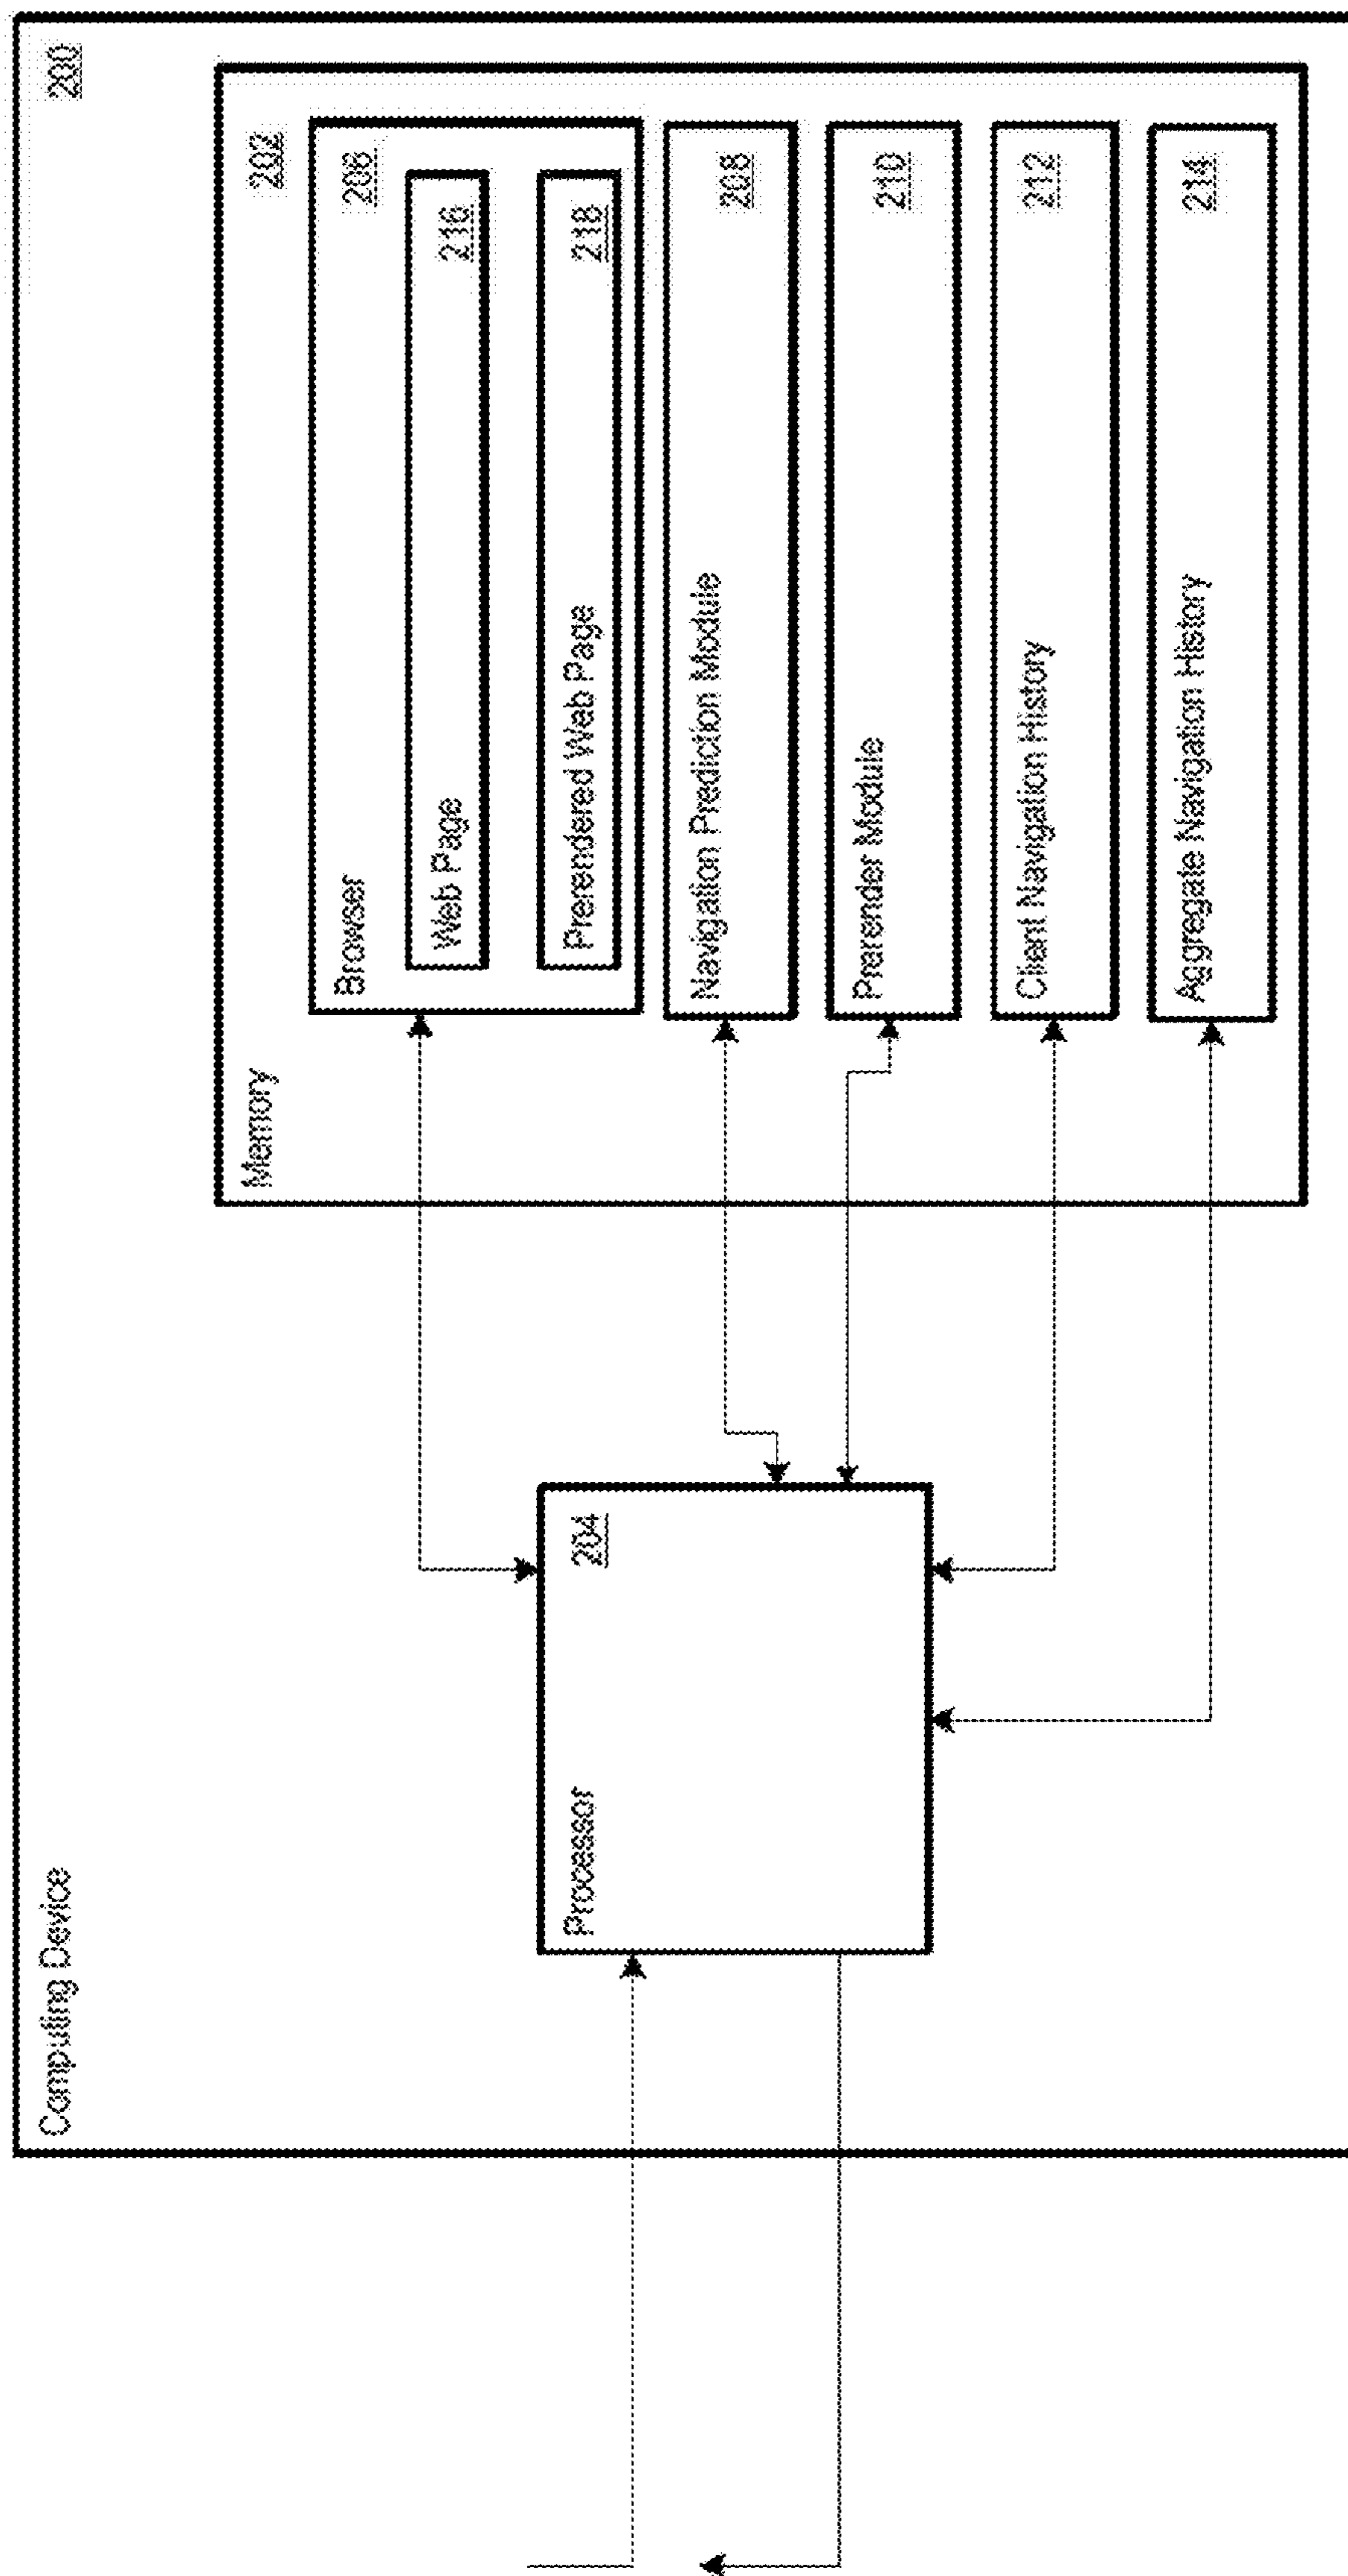 Computing Device 200
Memory 202
Browser 206
Web Page 216
Prerendered Web Page 218
Processor 204
Navigation Prediction Module 208
Prerender Module 210
Client Navigation History 212
Aggregate Navigation History 214